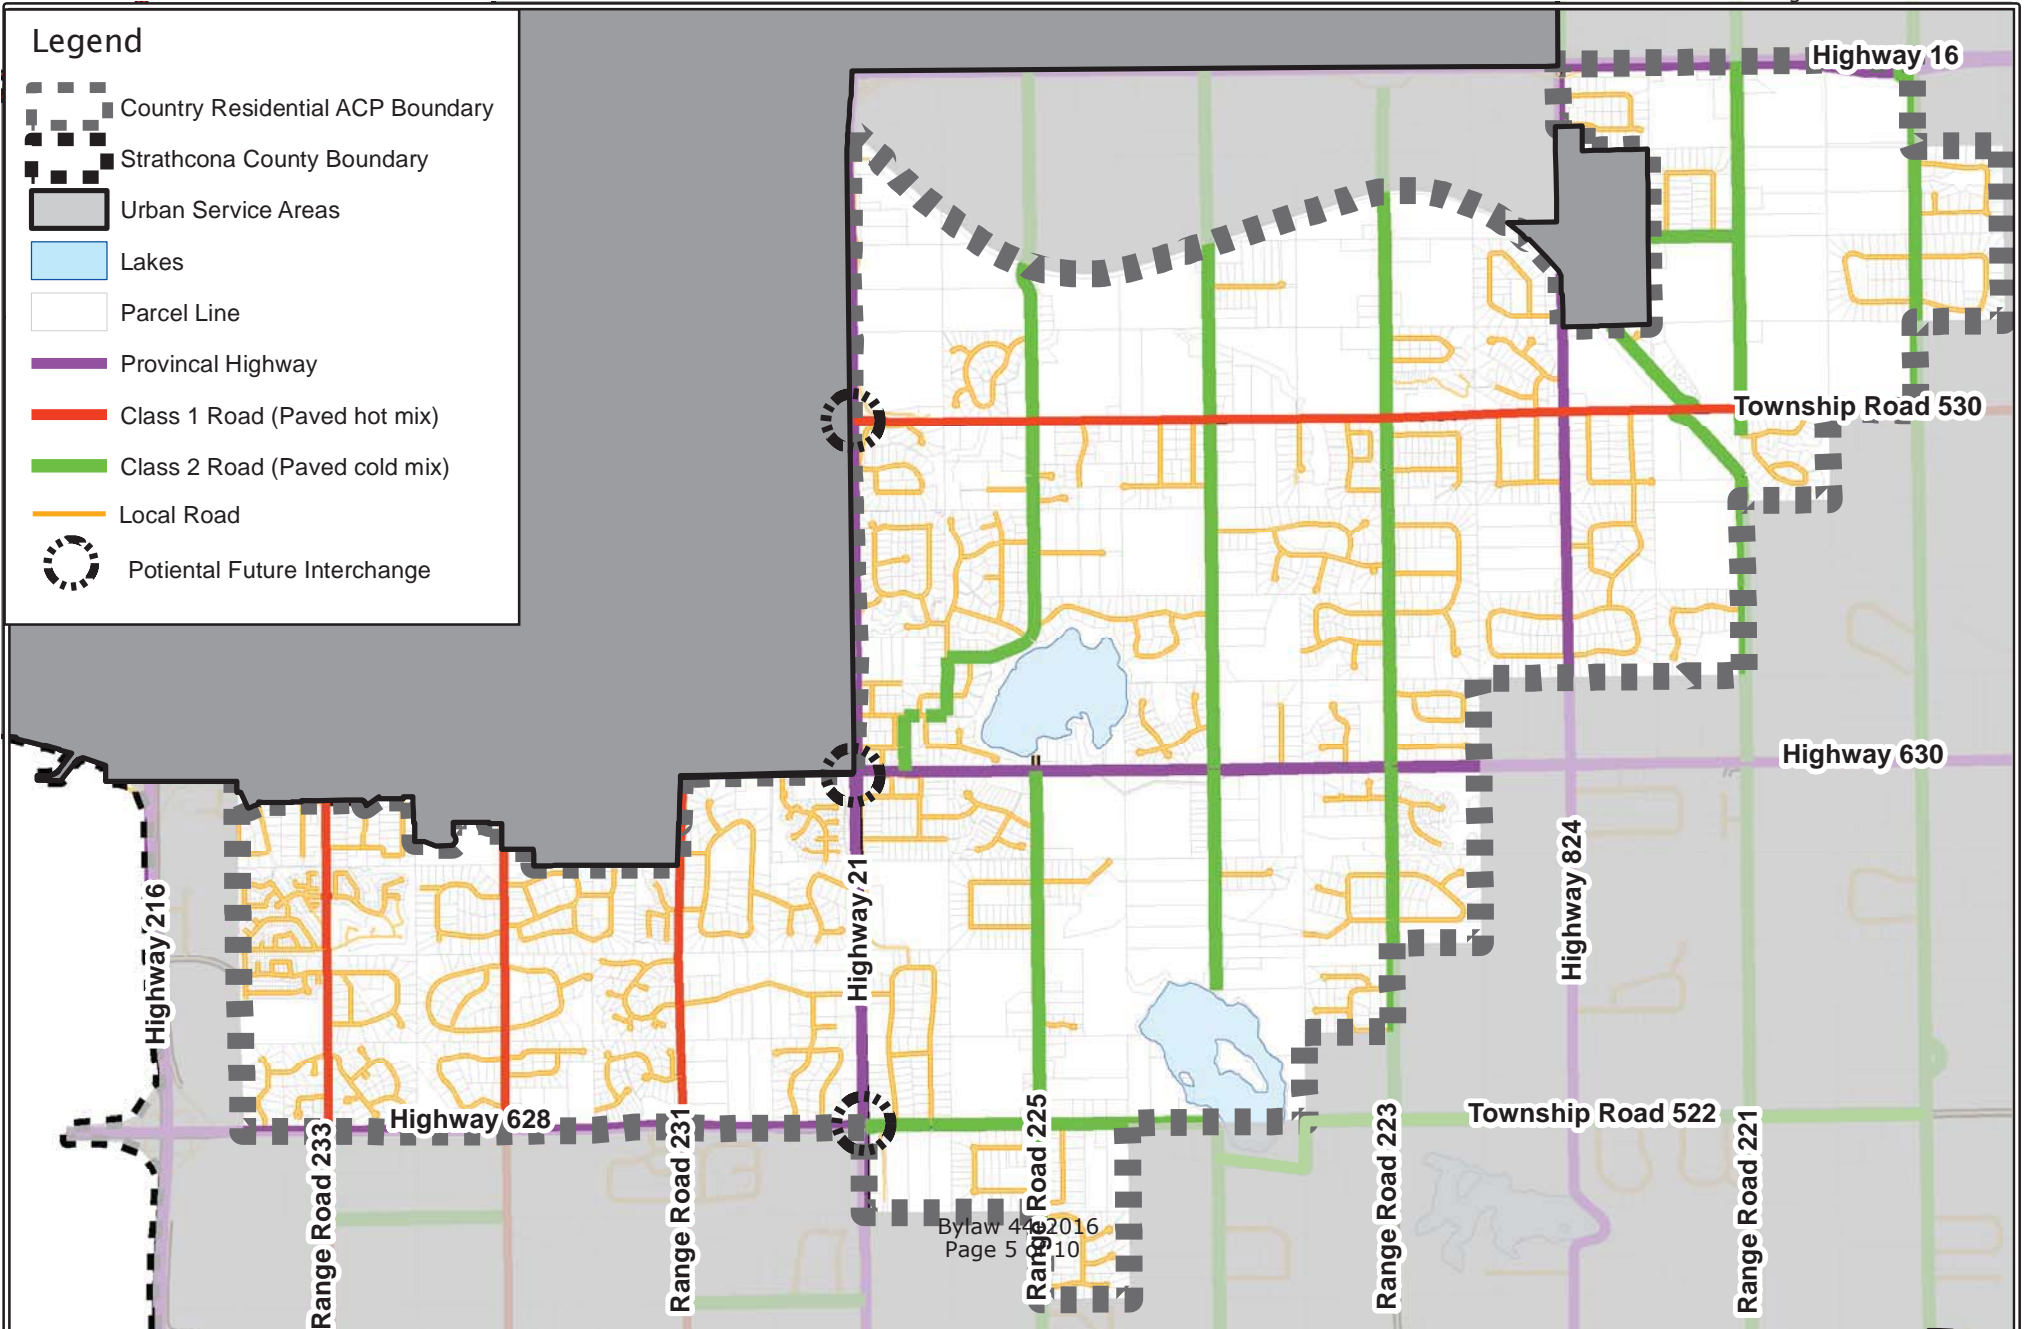 Legend
Country Residential ACP Boundary
Strathcona County Boundary
Urban Service Areas
Lakes
Parcel Line
Provincal Highway
Class 1 Road (Paved hot mix)
Class 2 Road (Paved cold mix)
Local Road
Potiental Future Interchange
Highway 16
Township Road 530
Highway 630
Highway 824
Highway 21
Highway 216
Highway 628
Township Road 522
Range Road 233
Range Road 231
Range Road 225
Range Road 223
Range Road 221
Bylaw 44-2016
Page 5 of 10